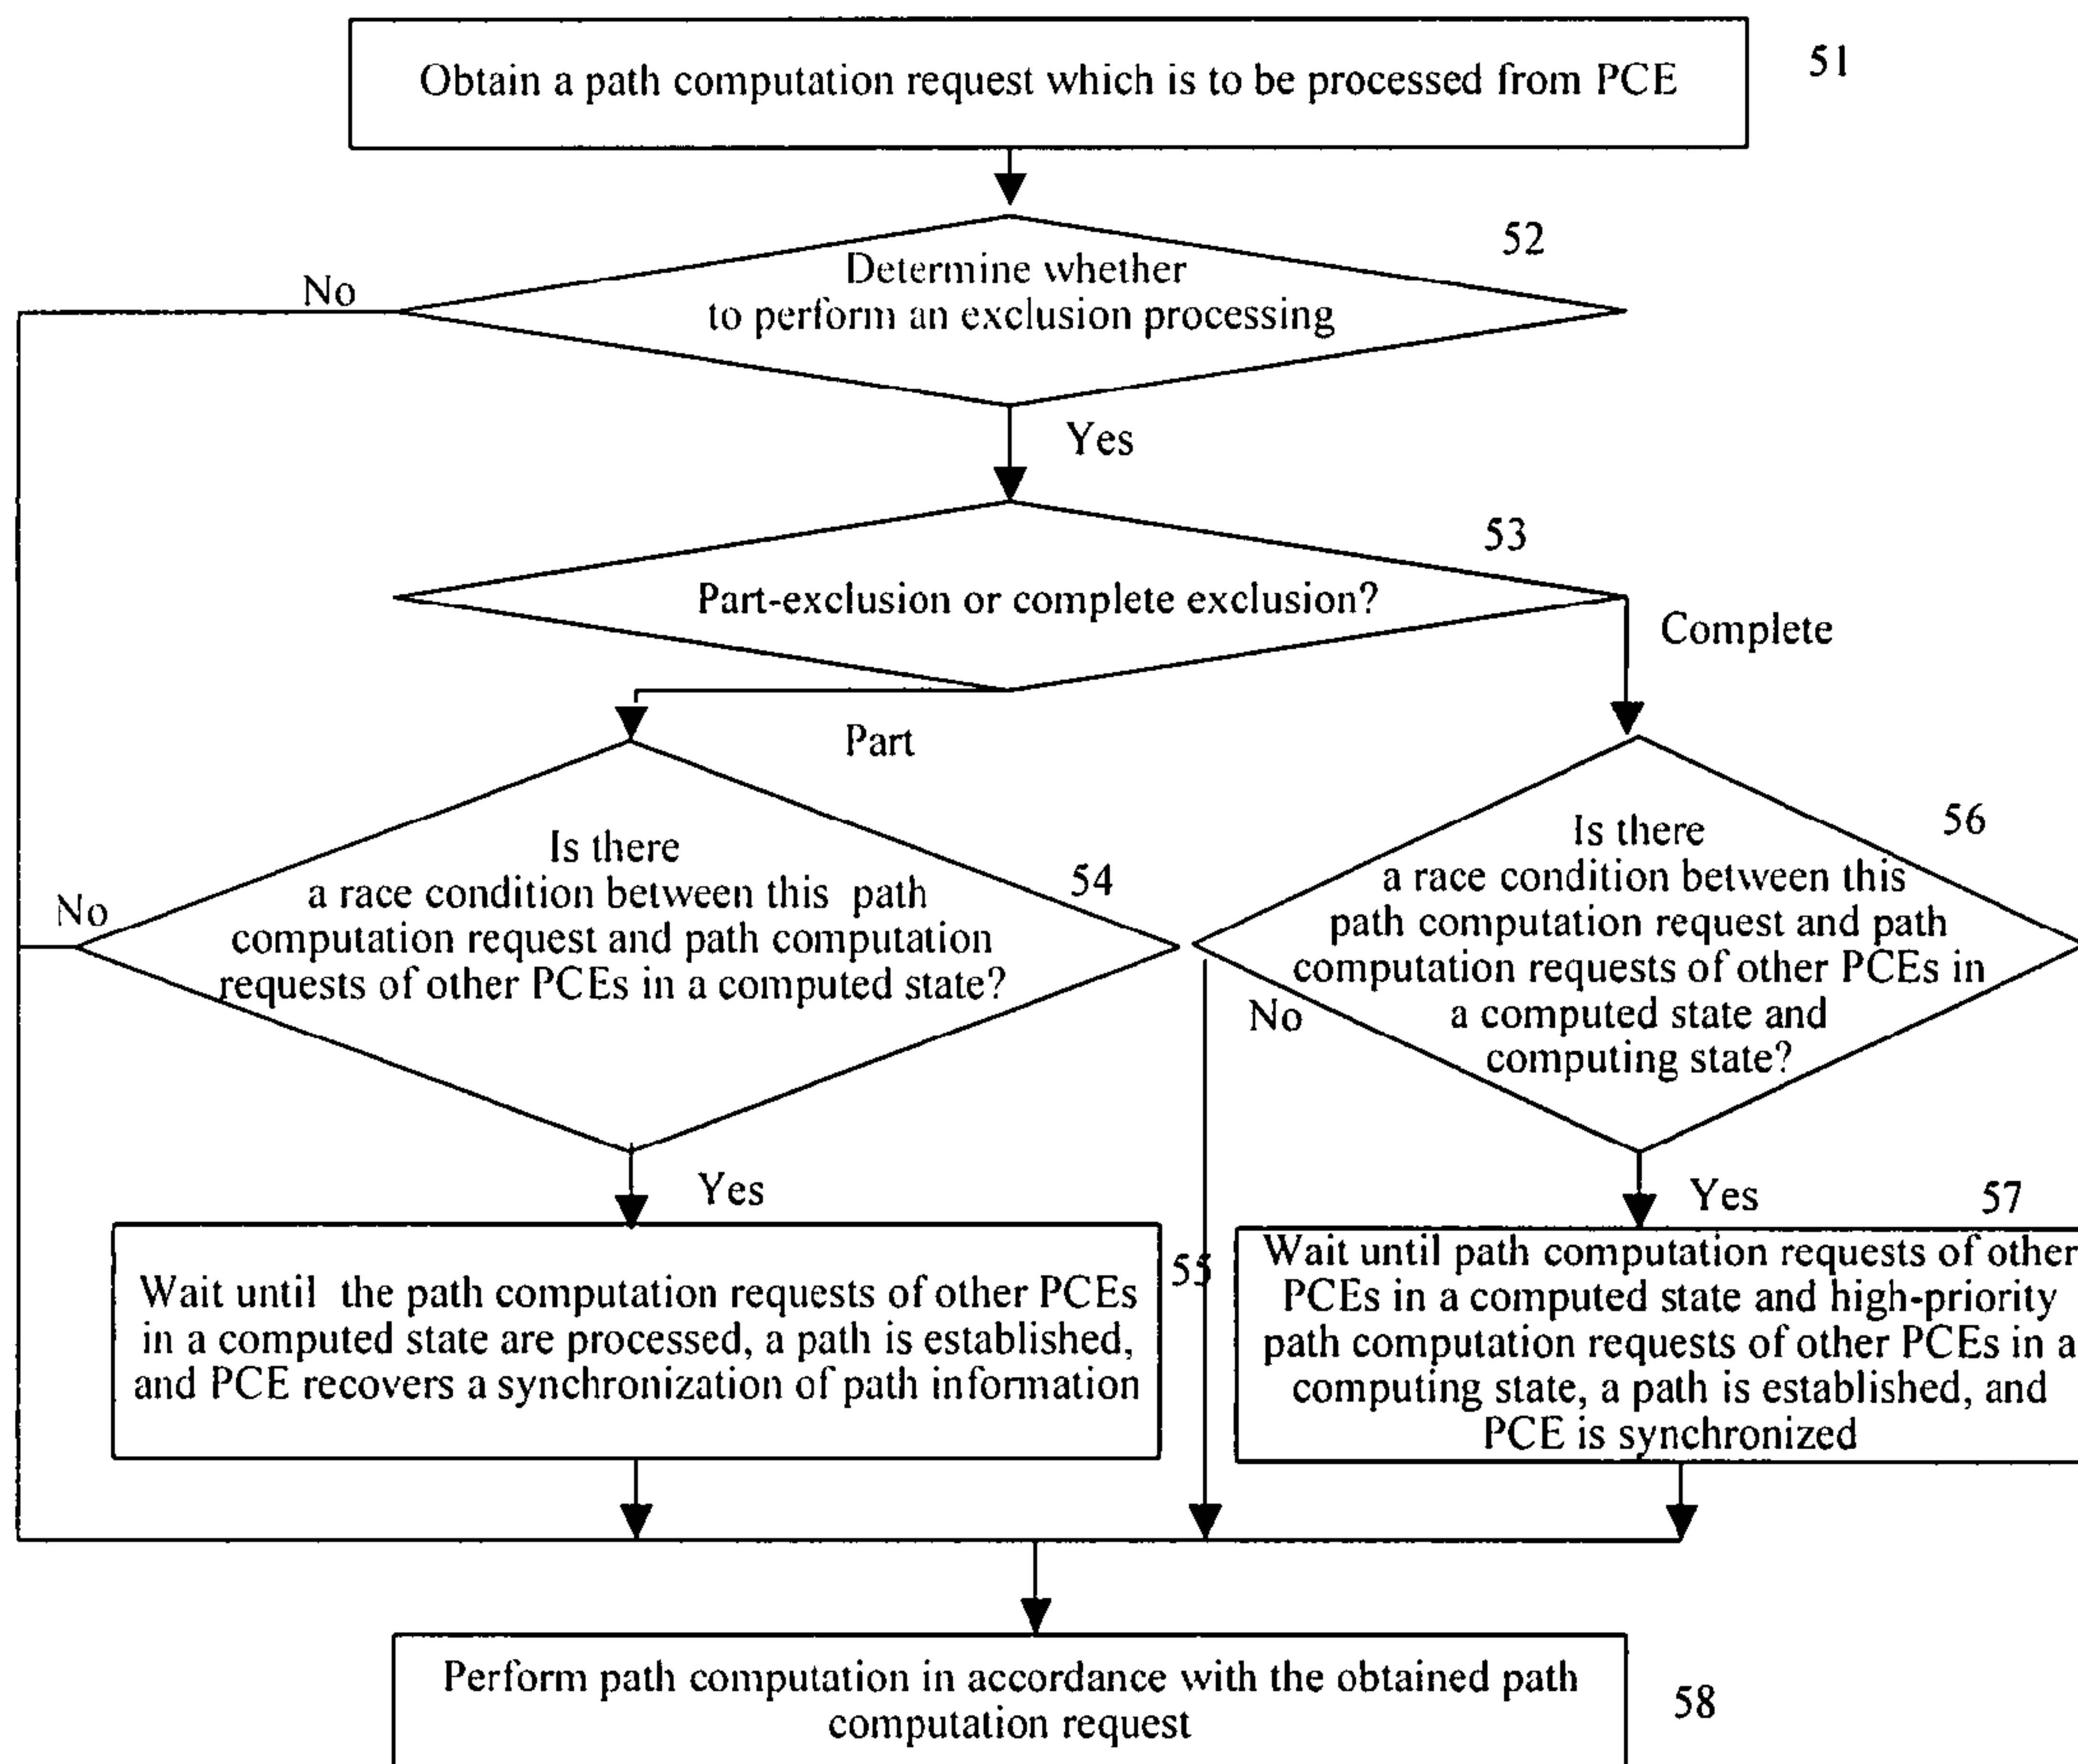 Obtain a path computation request which is to be processed from PCE
51
52
Determine whether
to perform an exclusion processing
No
Yes
53
Part-exclusion or complete exclusion?
Complete
Part
Is there
a race condition between this path
computation request and path computation
requests of other PCEs in a computed state?
54
No
Is there
a race condition between this
path computation request and path
computation requests of other PCEs in
a computed state and
computing state?
56
No
Yes
Yes
57
Wait until the path computation requests of other PCEs
in a computed state are processed, a path is established,
and PCE recovers a synchronization of path information
55
Wait until path computation requests of other
PCEs in a computed state and high-priority
path computation requests of other PCEs in a
computing state, a path is established, and
PCE is synchronized
Perform path computation in accordance with the obtained path
computation request
58